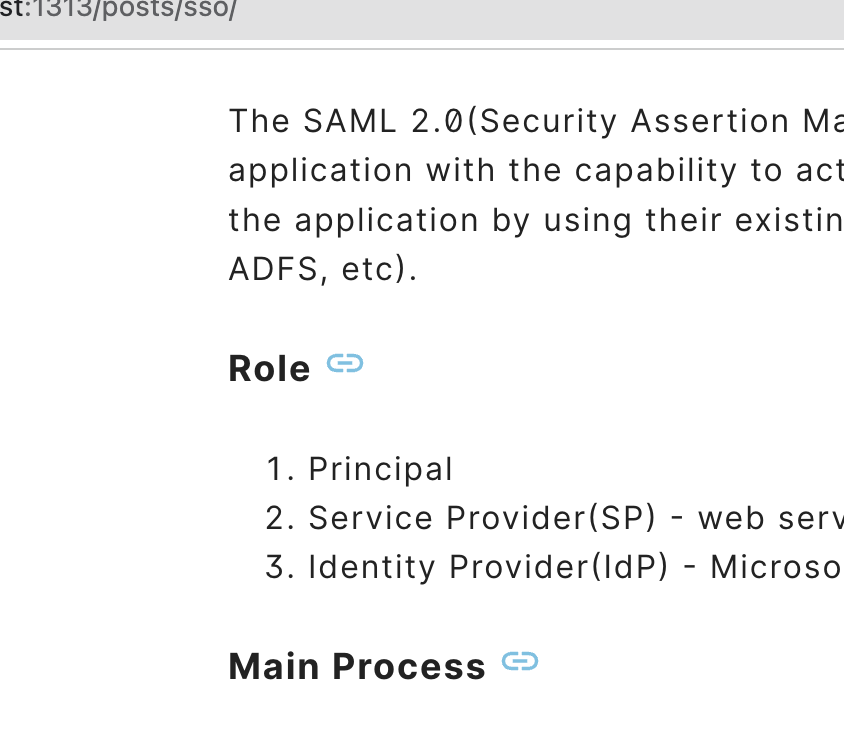 st:1313/posts/sso/
The SAML 2.0(Security Assertion Ma
application with the capability to act
the application by using their existin
ADFS, etc).
Role
1. Principal
2. Service Provider(SP) - web serv
3. Identity Provider(IdP) - Microso
Main Process